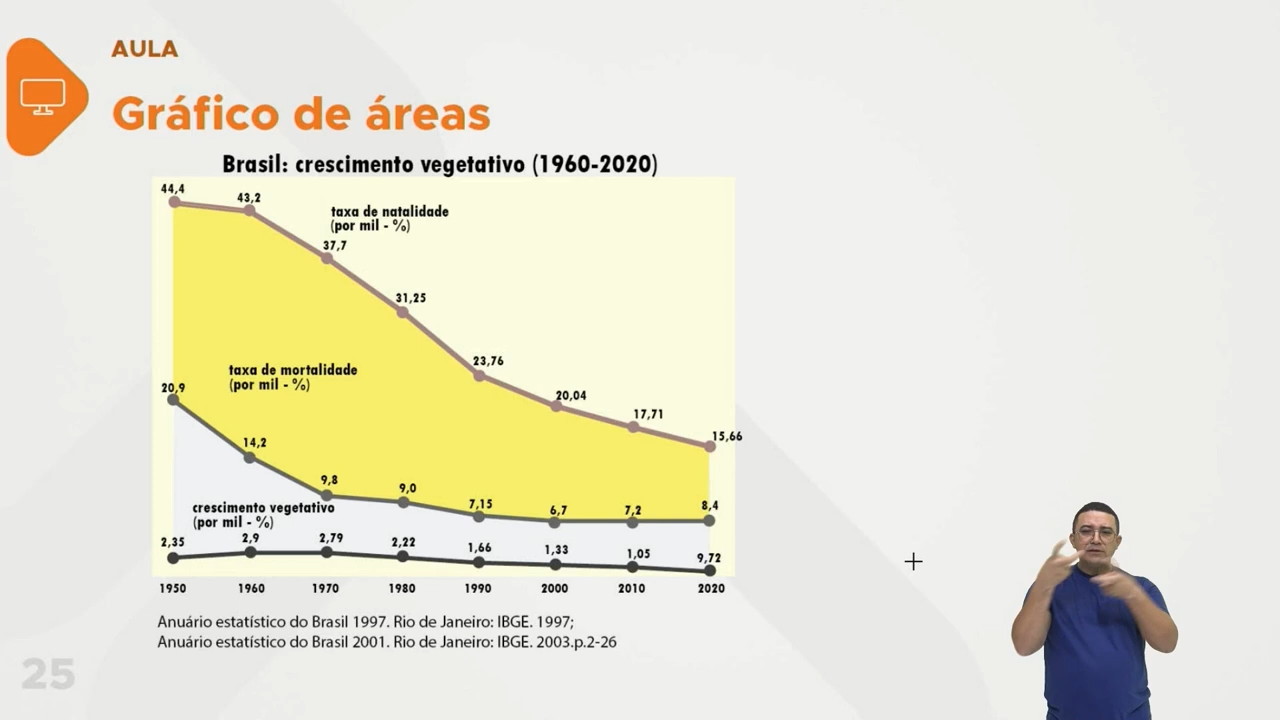 AULA
Gráfico de áreas
Brasil: crescimento vegetativo (1960-2020)
44,4
43,2
taxa de natalidade
(por mil - %)
37,7
31,25
23,76
taxa de mortalidade
(por mil - %)
20,9
20,04
17,71
15,66
14,2
9,8
9,0
7,15
6,7
7,2
8,4
crescimento vegetativo
(por mil - %)
2,35
2,9
2,79
2,22
1,66
1,33
1,05
9,72
1950 1960 1970 1980 1990 2000 2010 2020
Anuário estatístico do Brasil 1997. Rio de Janeiro: IBGE. 1997;
Anuário estatístico do Brasil 2001. Rio de Janeiro: IBGE. 2003.p.2-26
25